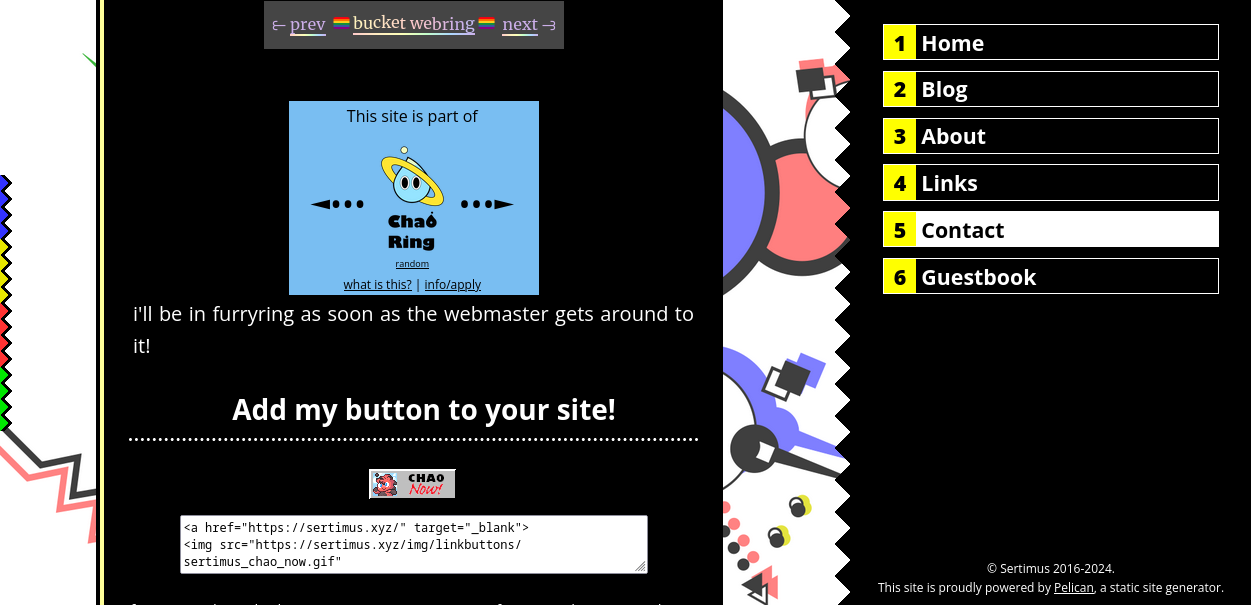 prev bucket webring next
This site is part of
Chao
Ring
random
what is this? | info/apply
i'll be in furryring as soon as the webmaster gets around to
it!
Add my button to your site!
CHAO
Now!
<a href="https://sertimus.xyz/" target="_blank">
<img src="https://sertimus.xyz/img/linkbuttons/
sertimus_chao_now.gif"
1 Home
2 Blog
3 About
4 Links
5 Contact
6 Guestbook
© Sertimus 2016-2024.
This site is proudly powered by Pelican, a static site generator.